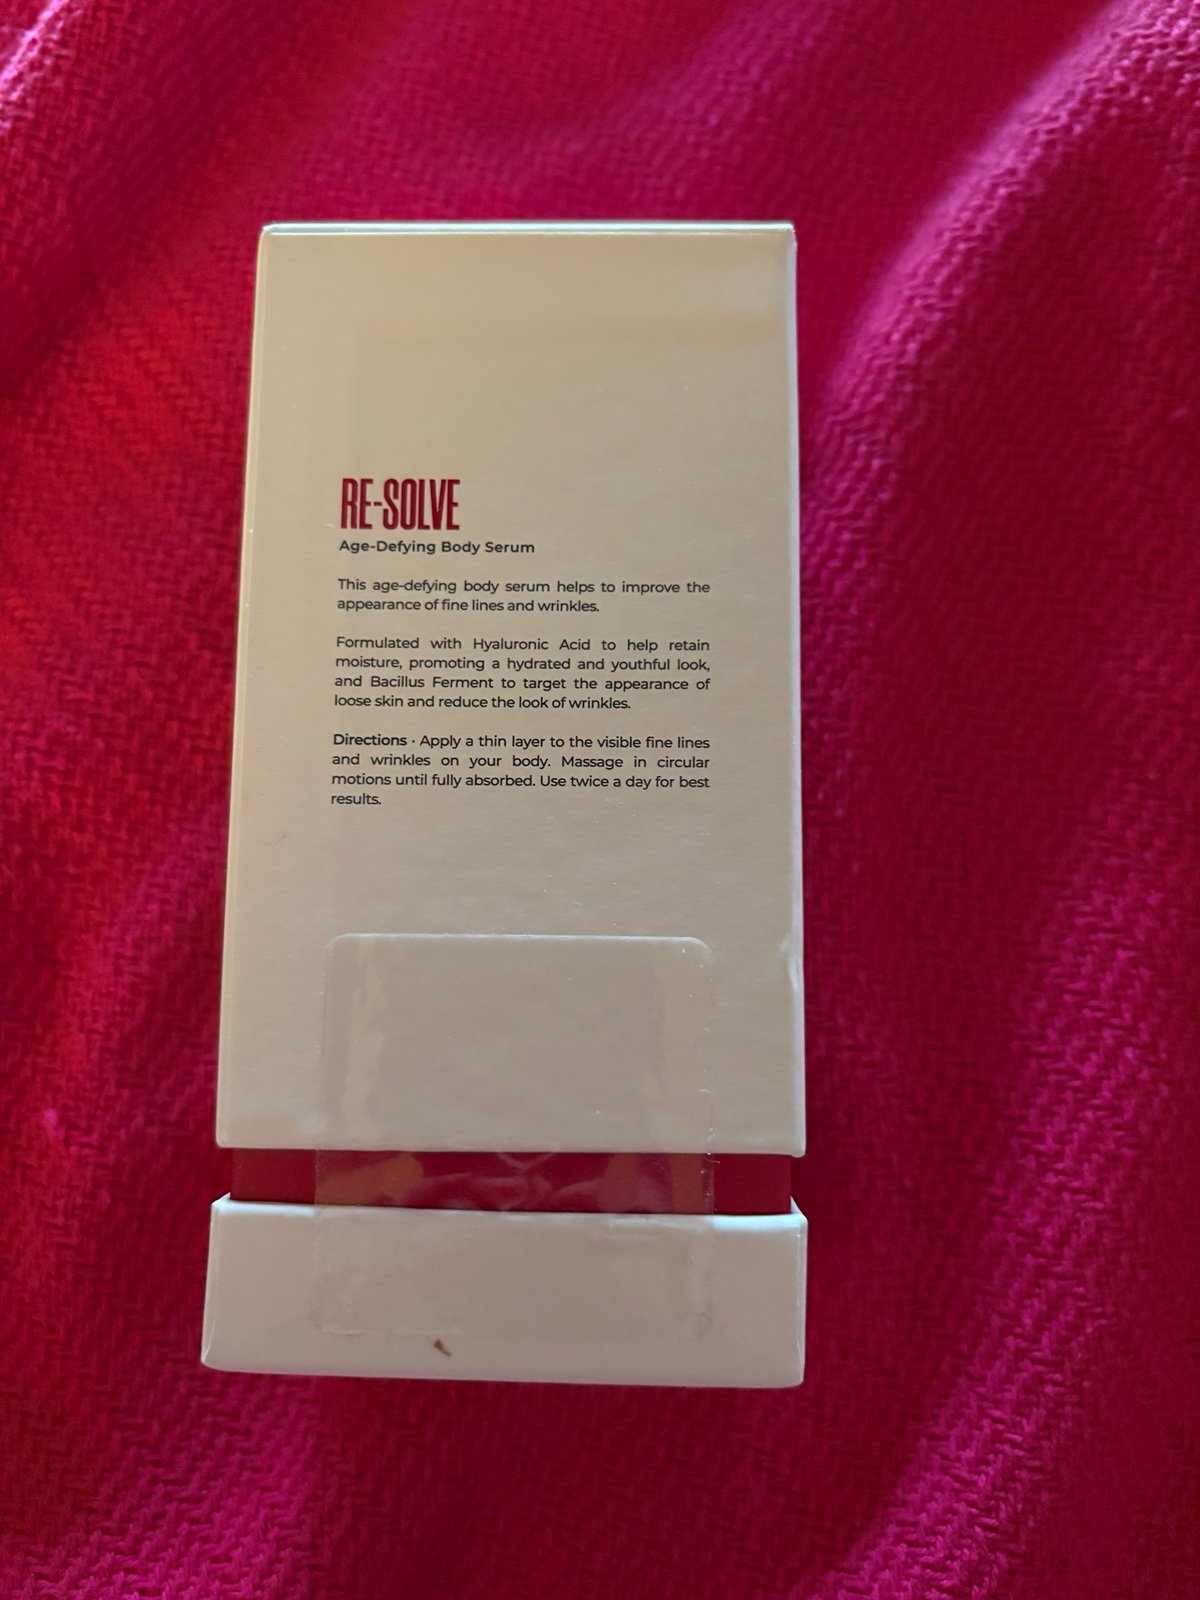 RE-SOLVE
Age-Defying Body Serum
This age-defying body serum helps to improve the
appearance of fine lines and wrinkles.
Formulated with Hyaluronic Acid to help retain
moisture, promoting a hydrated and youthful look,
and Bacillus Ferment to target the appearance of
loose skin and reduce the look of wrinkles.
Directions · Apply a thin layer to the visible fine lines
and wrinkles on your body. Massage in circular
motions until fully absorbed. Use twice a day for best
results.